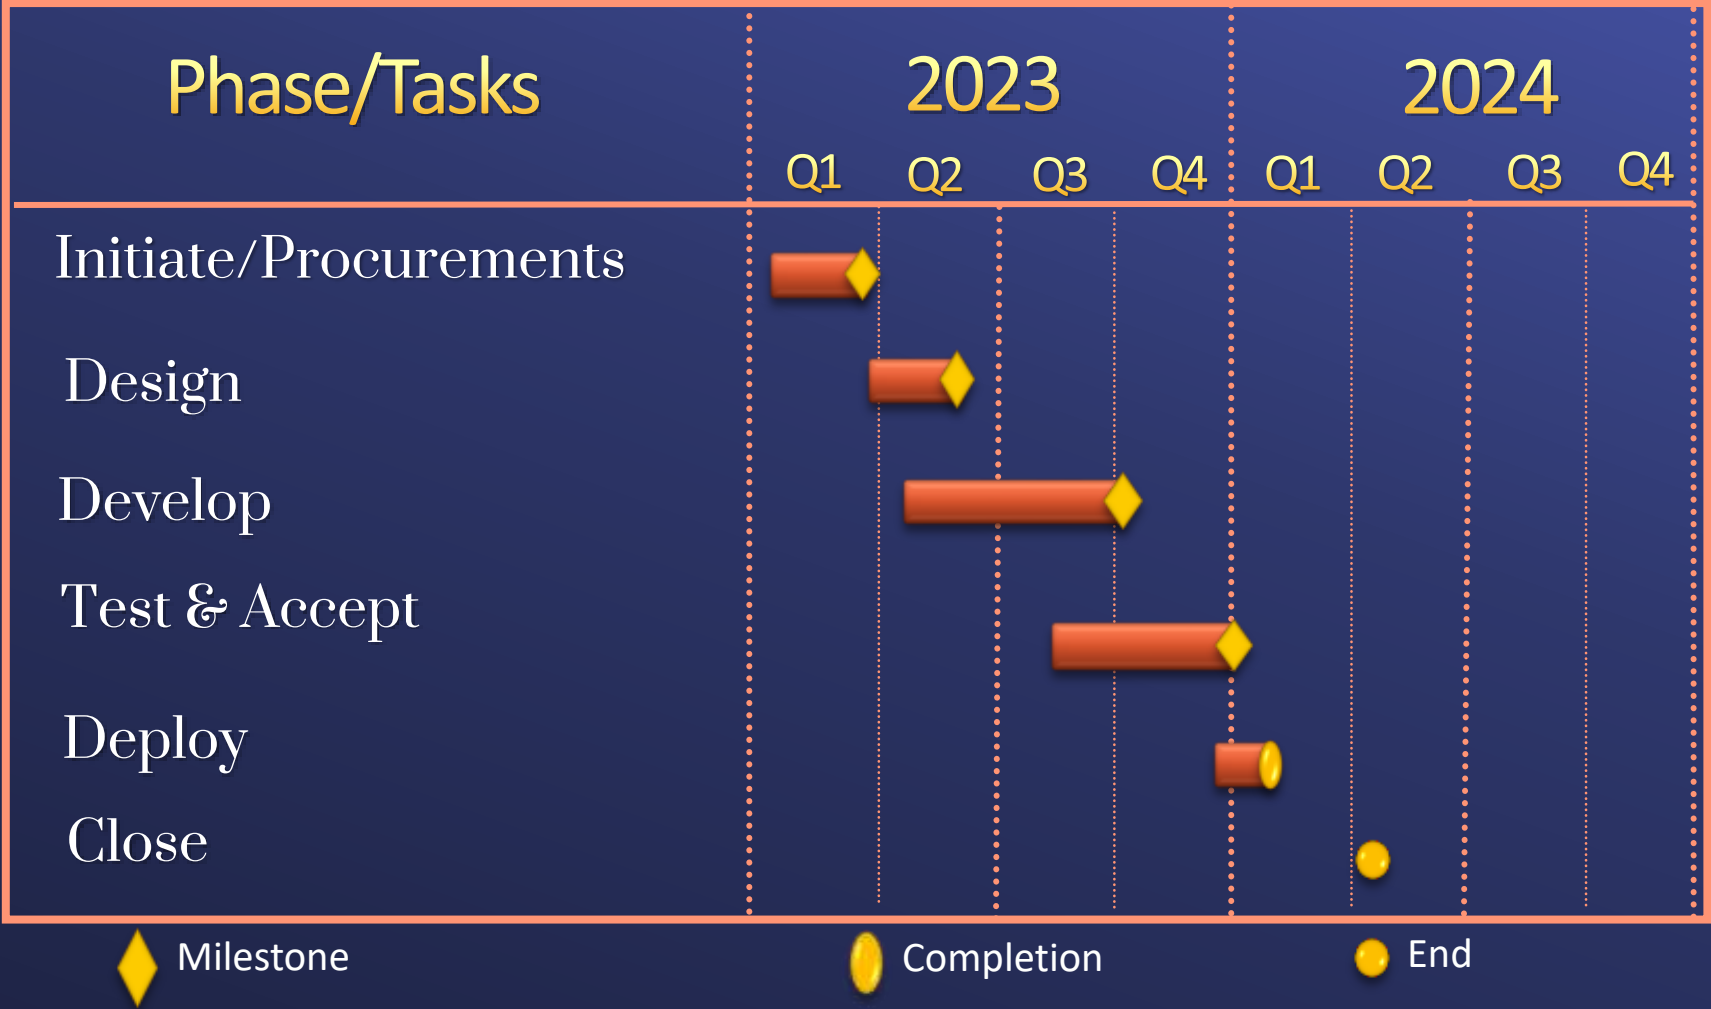 Phase/Tasks 2023 2024
Q1 Q2 Q3 Q4 Q1 Q2 Q3 Q4
Initiate/Procurements
Design
Develop
Test & Accept
Deploy
Close
Milestone Completion End